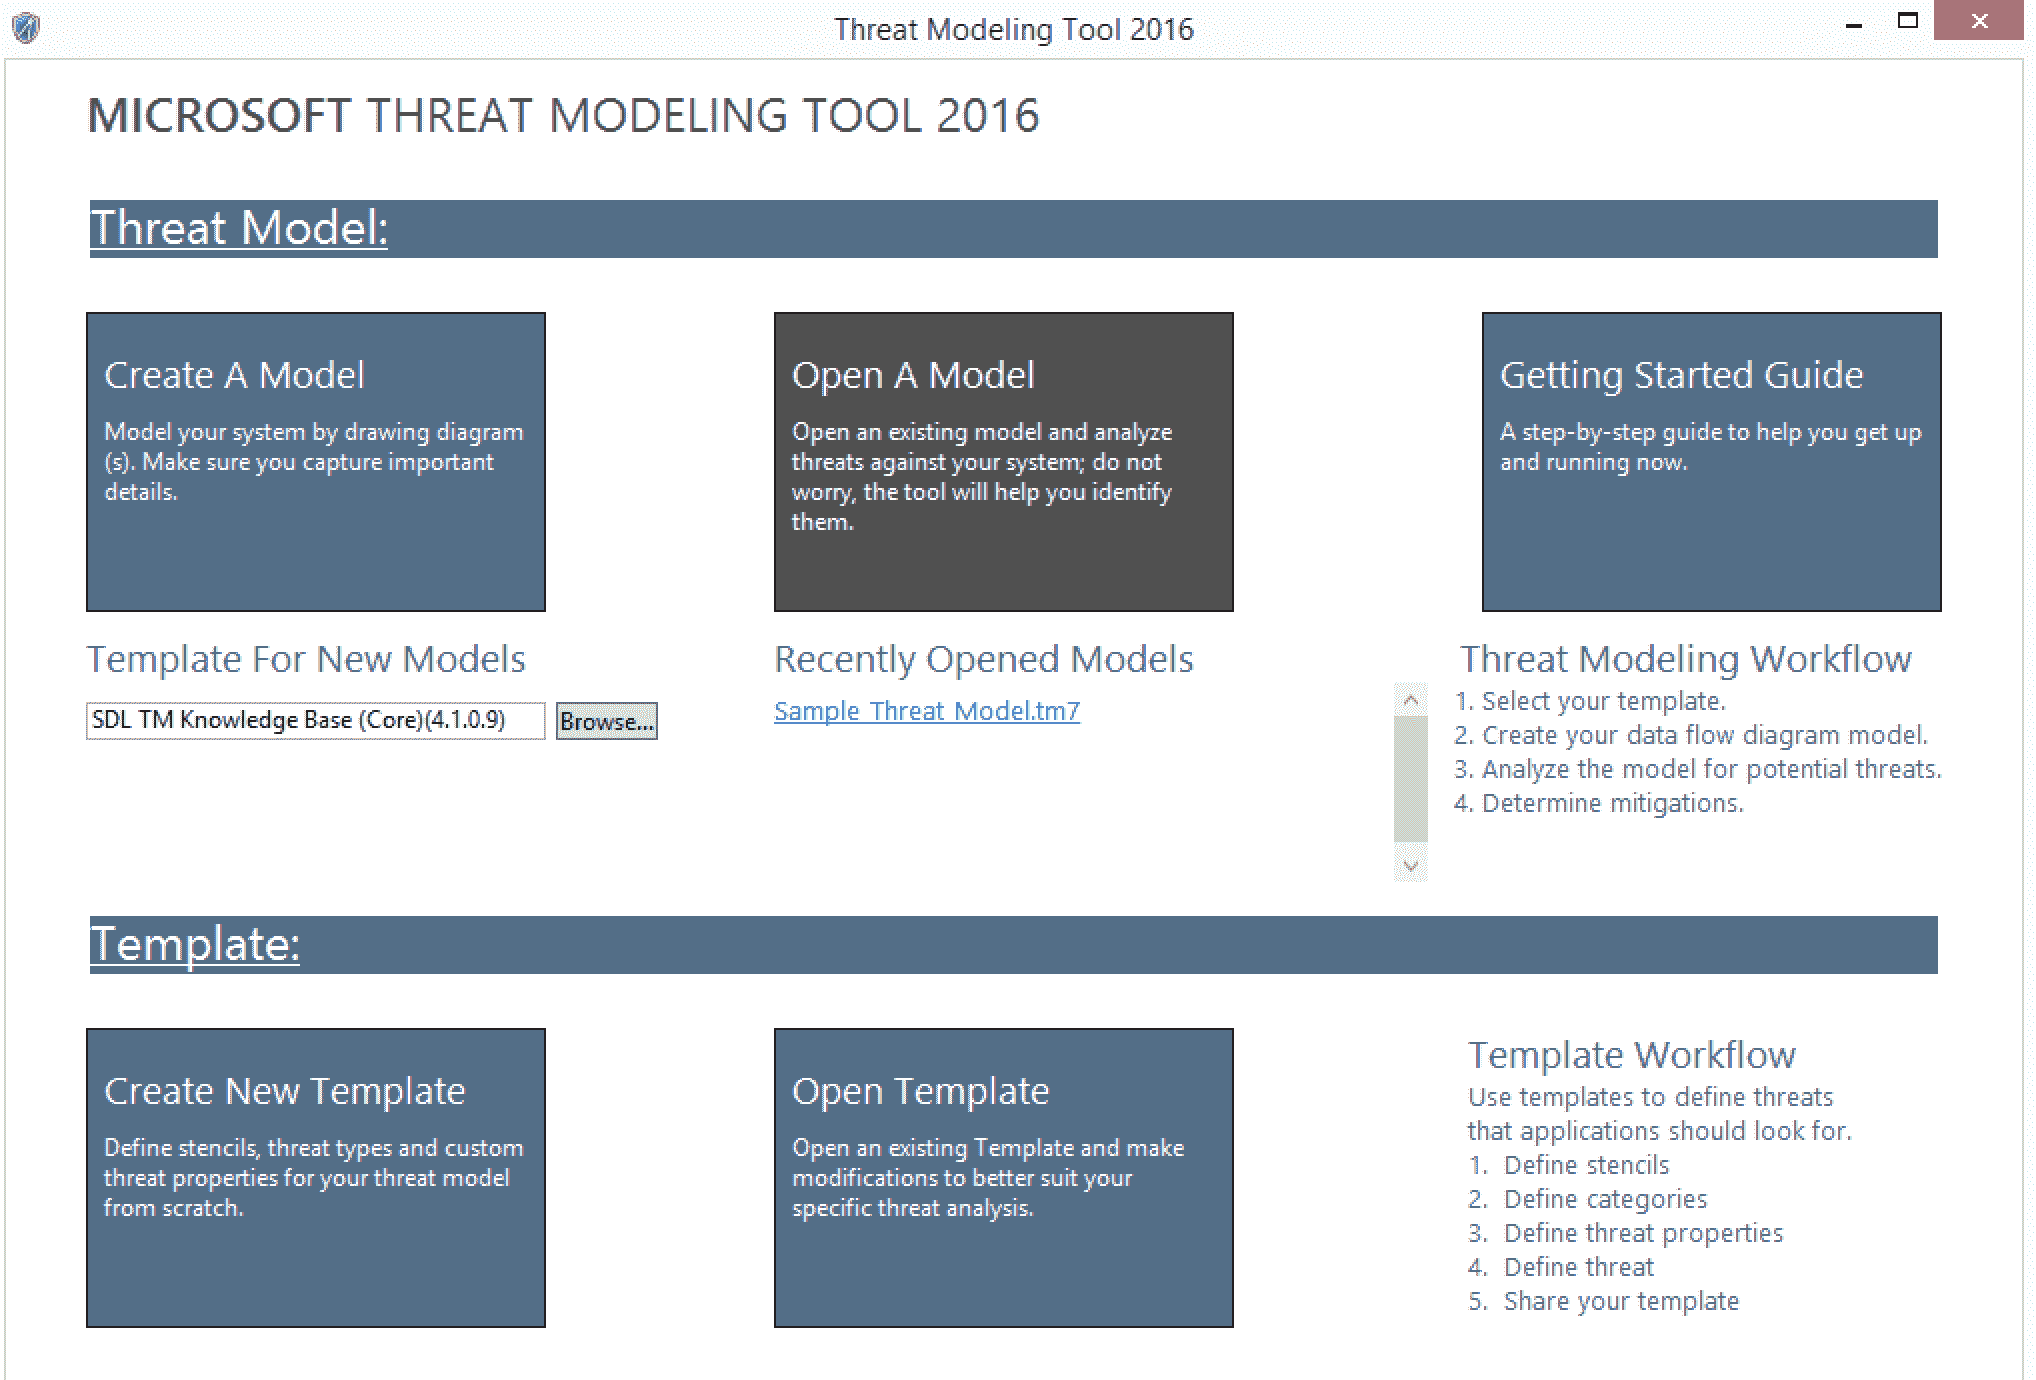 Threat Modeling Tool 2016
MICROSOFT THREAT MODELING TOOL 2016
Threat Model:
Create A Model
Model your system by drawing diagram
(s). Make sure you capture important
details.
Open A Model
Open an existing model and analyze
threats against your system; do not
worry, the tool will help you identify
them.
Getting Started Guide
A step-by-step guide to help you get up
and running now.
Template For New Models
SDL TM Knowledge Base (Core)(4.1.0.9)
Browse...
Recently Opened Models
Sample Threat Model.tm7
Threat Modeling Workflow
1. Select your template.
2. Create your data flow diagram model.
3. Analyze the model for potential threats.
4. Determine mitigations.
Template:
Create New Template
Define stencils, threat types and custom
threat properties for your threat model
from scratch.
Open Template
Open an existing Template and make
modifications to better suit your
specific threat analysis.
Template Workflow
Use templates to define threats
that applications should look for.
1. Define stencils
2. Define categories
3. Define threat properties
4. Define threat
5. Share your template